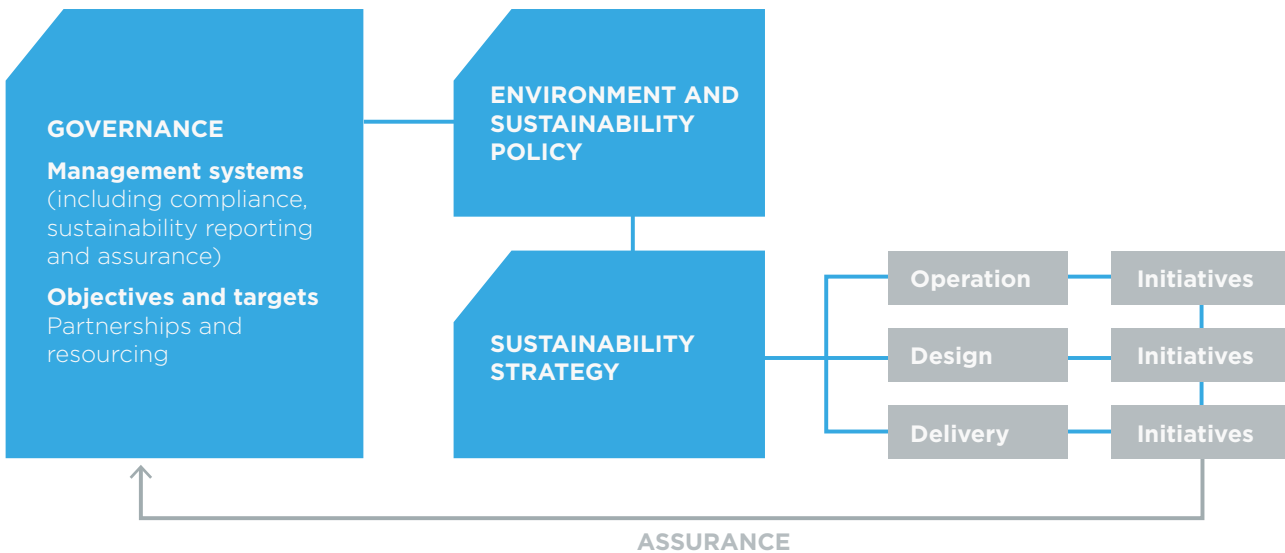 GOVERNANCE
Management systems
(including compliance,
sustainability reporting
and assurance)
Objectives and targets
Partnerships and
resourcing
ENVIRONMENT AND
SUSTAINABILITY
POLICY
SUSTAINABILITY
STRATEGY
Operation
Initiatives
Design
Initiatives
Delivery
Initiatives
ASSURANCE